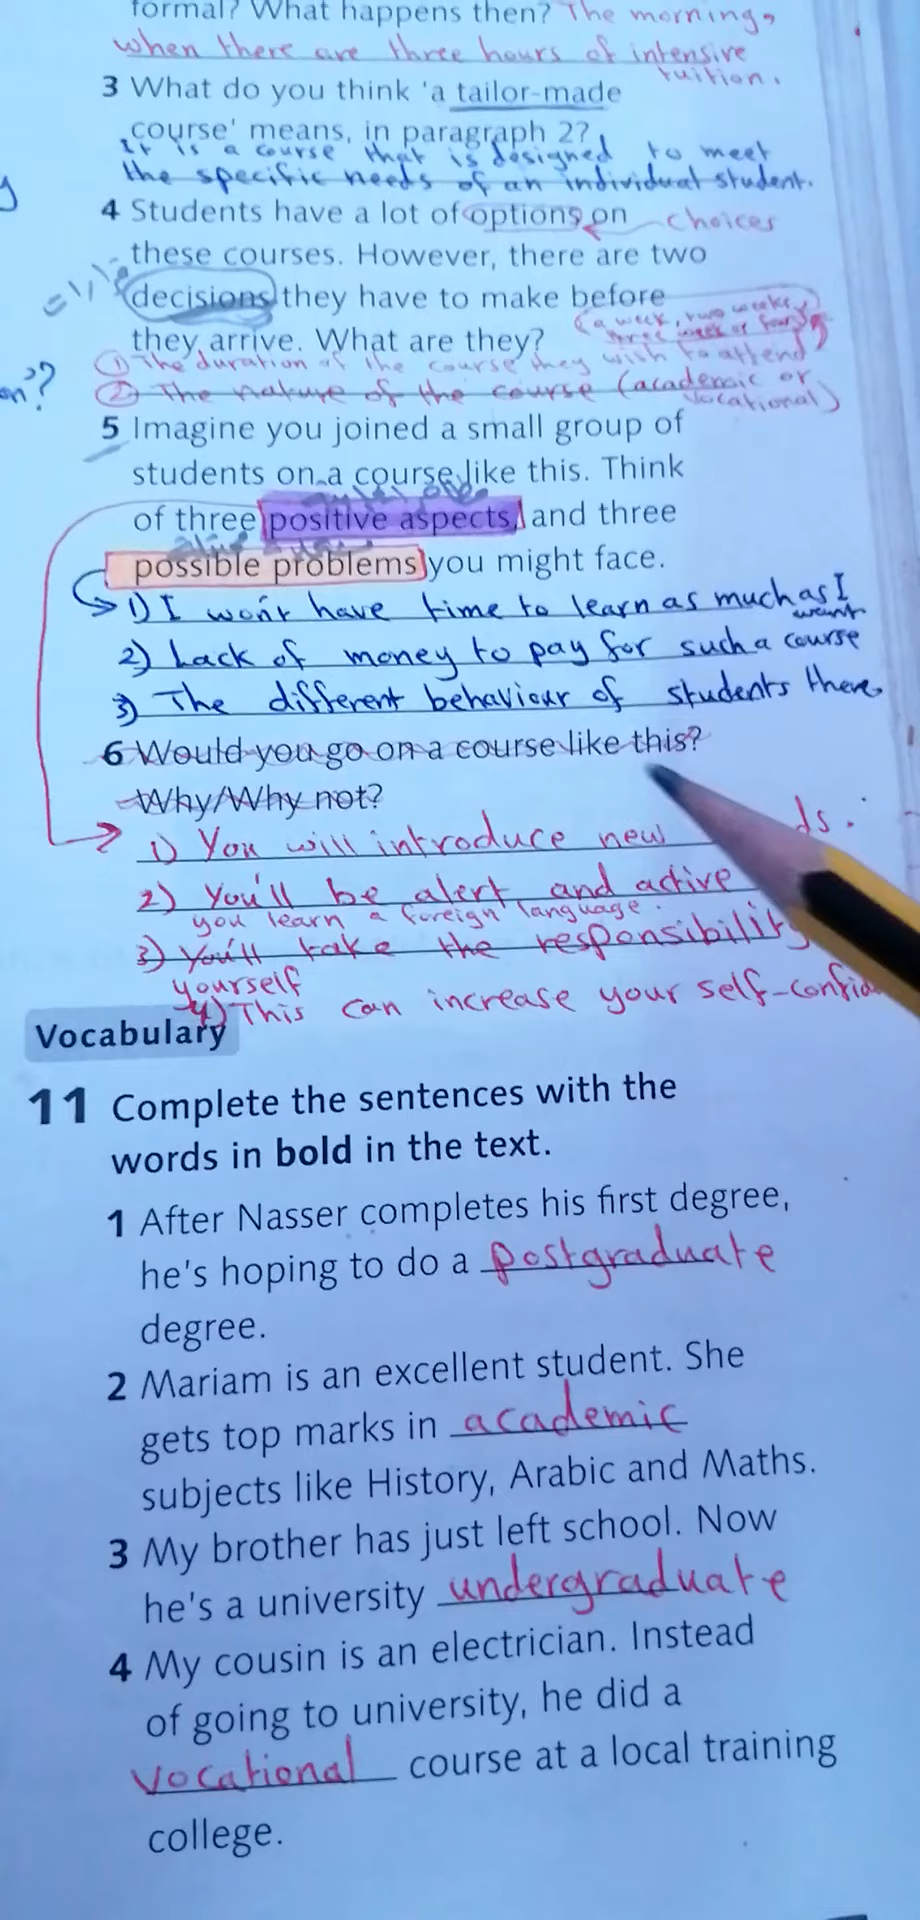 formal? What happens then? The morning,
when there are three hours of intensive
tuition.
3 What do you think 'a tailor-made
course' means, in paragraph 2?
It is a course that is designed to meet
the specific needs of an individual student.
4 Students have a lot of options on choices
these courses. However, there are two
decisions they have to make before
(a week, two weeks,
they arrive. What are they?
1 The duration of the course they wish to attend
on?
2 The nature of the course (academic or
vocational)
5 Imagine you joined a small group of
students on a course like this. Think
of three positive aspects, and three
possible problems you might face.
1) I won't have time to learn as much as I
want
2) Lack of money to pay for such a course
3) The different behaviour of students there.
6 Would you go on a course like this?
Why/Why not?
1) You will introduce new ds.
2) You'll be alert and active
you learn a foreign language.
3) You'll take the responsibility
yourself
4) This can increase your self-confid
Vocabulary
11 Complete the sentences with the
words in bold in the text.
1 After Nasser completes his first degree,
he's hoping to do a postgraduate
degree.
2 Mariam is an excellent student. She
gets top marks in academic
subjects like History, Arabic and Maths.
3 My brother has just left school. Now
he's a university undergraduate
4 My cousin is an electrician. Instead
of going to university, he did a
vocational course at a local training
college.